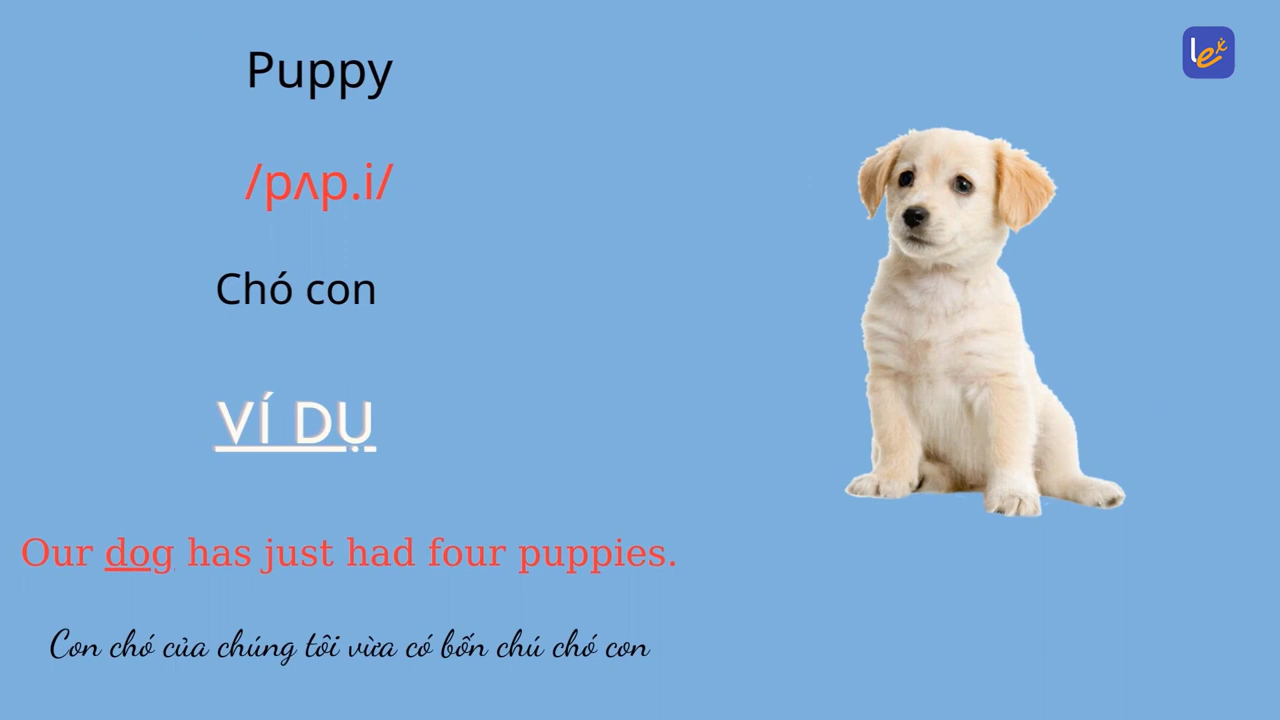 Puppy
/pʌp.i/
Chó con
VÍ DỤ
Our dog has just had four puppies.
Con chó của chúng tôi vừa có bốn chú chó con